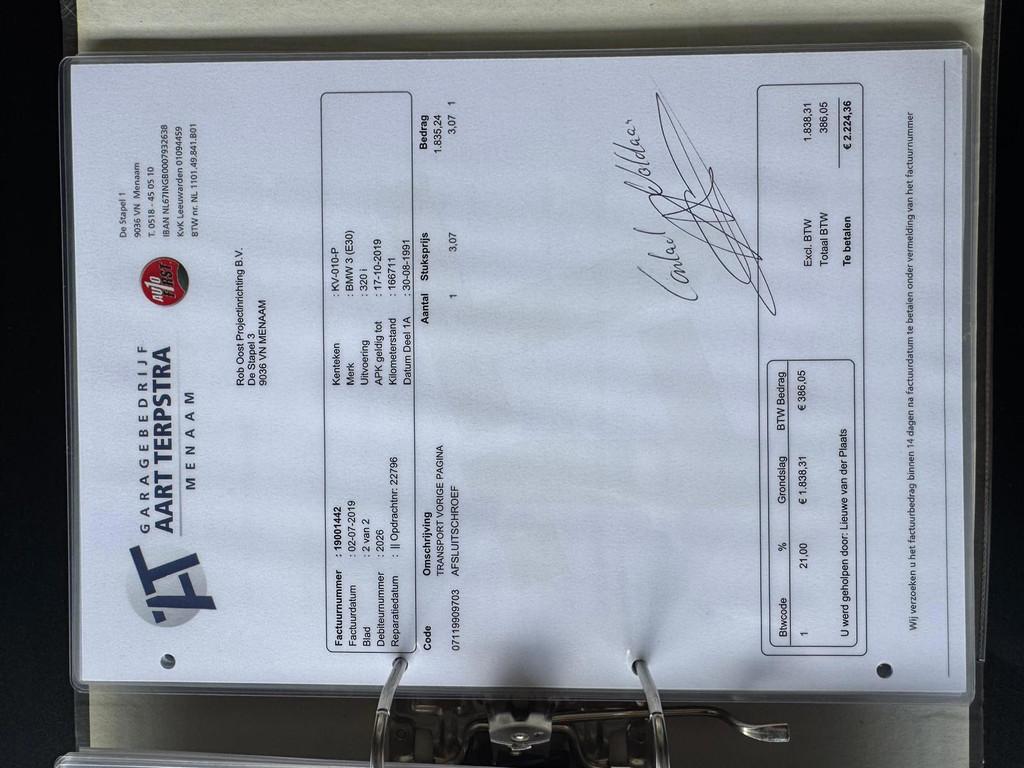 GARAGEBEDRIJF
AART TERPSTRA
MENAAM
AT
AUTO FIRST
De Stapel 1
9036 VN Menaam
T. 0518 - 45 05 10
IBAN NL67INGB0007932638
KvK Leeuwarden 01094459
BTW nr. NL 1101.49.841.B01
Rob Oost Projectinrichting B.V.
De Stapel 3
9036 VN MENAAM
Factuurnummer : 19001442 Kenteken : KV-010-P
Factuurdatum : 02-07-2019 Merk : BMW 3 (E30)
Blad : 2 van 2 Uitvoering : 320 i
Debiteurnummer : 2026 APK geldig tot : 17-10-2019
Reparatiedatum : || Opdrachtnr: 22796 Kilometerstand : 166711
Datum Deel 1A : 30-08-1991
Code Omschrijving Aantal Stuksprijs Bedrag
TRANSPORT VORIGE PAGINA 1.835,24
07119909703 AFSLUITSCHROEF 1 3,07 3,07 1
Contant Voldaan
Btwcode % Grondslag BTW Bedrag
1 21,00 € 1.838,31 € 386,05
U werd geholpen door: Lieuwe van der Plaats
Excl. BTW 1.838,31
Totaal BTW 386,05
Te betalen € 2.224,36
Wij verzoeken u het factuurbedrag binnen 14 dagen na factuurdatum te betalen onder vermelding van het factuurnummer